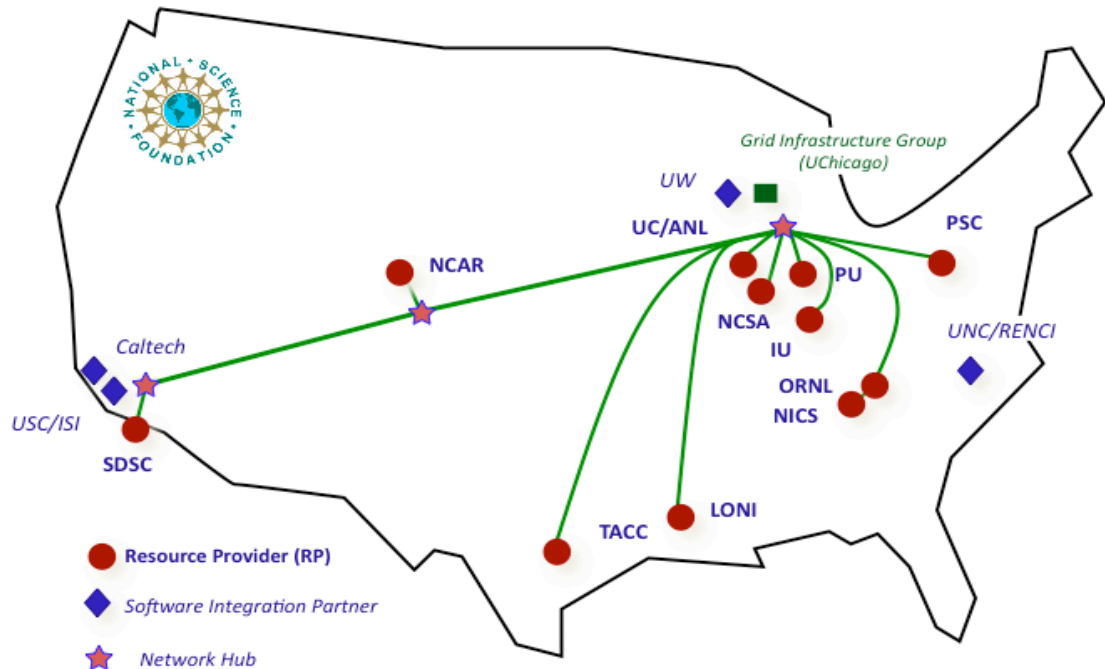 NATIONAL • SCIENCE
FOUNDATION
Grid Infrastructure Group
(UChicago)
UW
UC/ANL
PSC
NCAR
PU
NCSA
IU
UNC/RENCI
Caltech
ORNL
NICS
USC/ISI
SDSC
LONI
TACC
Resource Provider (RP)
Software Integration Partner
Network Hub